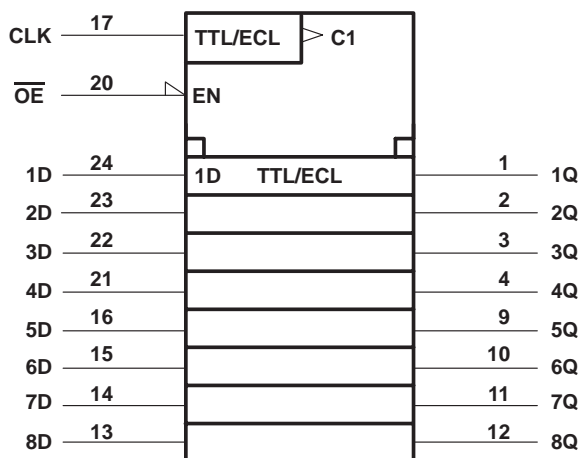 CLK 17 TTL/ECL C1
OE 20 EN
1D 24 1D TTL/ECL 1 1Q
2D 23 2 2Q
3D 22 3 3Q
4D 21 4 4Q
5D 16 9 5Q
6D 15 10 6Q
7D 14 11 7Q
8D 13 12 8Q